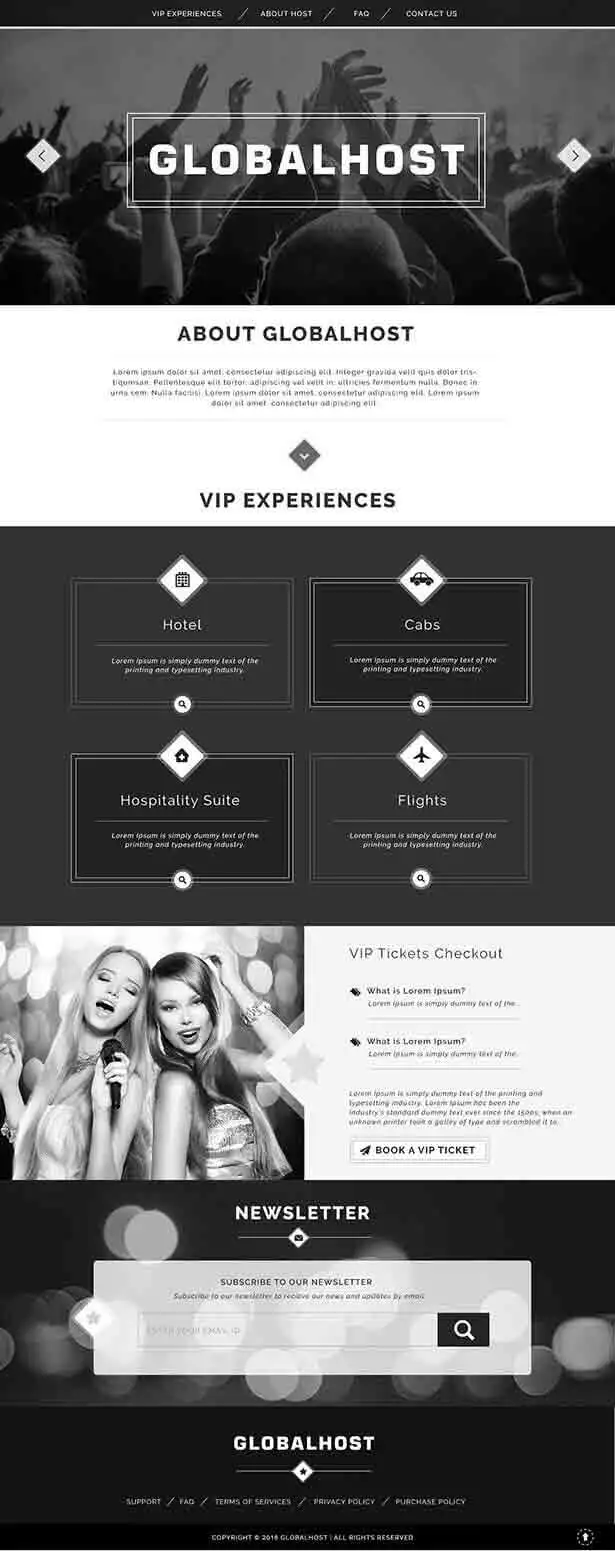 VIP EXPERIENCES / ABOUT HOST / FAQ / CONTACT US
GLOBALHOST
ABOUT GLOBALHOST
Lorem ipsum dolor sit amet, consectetur adipiscing elit. Integer gravida velit quis dolor tris-
tiqumsan. Pellentesque elit tortor, adipiscing vel velit in, ultricies fermentum nulla. Donec in
urna sem. Nulla facilisi. Lorem ipsum dolor sit amet, consectetur adipiscing elit. Lorem ipsum
dolor sit amet, consectetur adipiscing elit.
VIP EXPERIENCES
Hotel
Lorem Ipsum is simply dummy text of the
printing and typesetting industry.
Cabs
Lorem Ipsum is simply dummy text of the
printing and typesetting industry.
Hospitality Suite
Lorem Ipsum is simply dummy text of the
printing and typesetting industry.
Flights
Lorem Ipsum is simply dummy text of the
printing and typesetting industry.
VIP Tickets Checkout
What is Lorem Ipsum?
Lorem Ipsum is simply dummy text of the...
What is Lorem Ipsum?
Lorem Ipsum is simply dummy text of the...
Lorem Ipsum is simply dummy text of the printing and
typesetting industry. Lorem Ipsum has been the
industry's standard dummy text ever since the 1500s, when an
unknown printer took a galley of type and scrambled it to..
BOOK A VIP TICKET
NEWSLETTER
SUBSCRIBE TO OUR NEWSLETTER
Subscribe to our newsletter to recieve our news and updates by email.
ENTER YOUR EMAIL ID
GLOBALHOST
SUPPORT / FAQ / TERMS OF SERVICES / PRIVACY POLICY / PURCHASE POLICY
COPYRIGHT © 2016 GLOBALHOST | ALL RIGHTS RESERVED